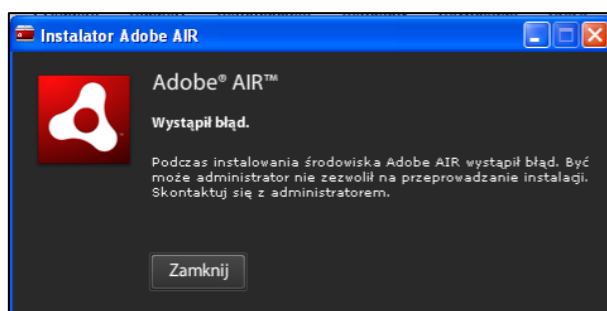 Instalator Adobe AIR
Adobe® AIR™
Wystąpił błąd.
Podczas instalowania środowiska Adobe AIR wystąpił błąd. Być
może administrator nie zezwolił na przeprowadzanie instalacji.
Skontaktuj się z administratorem.
Zamknij